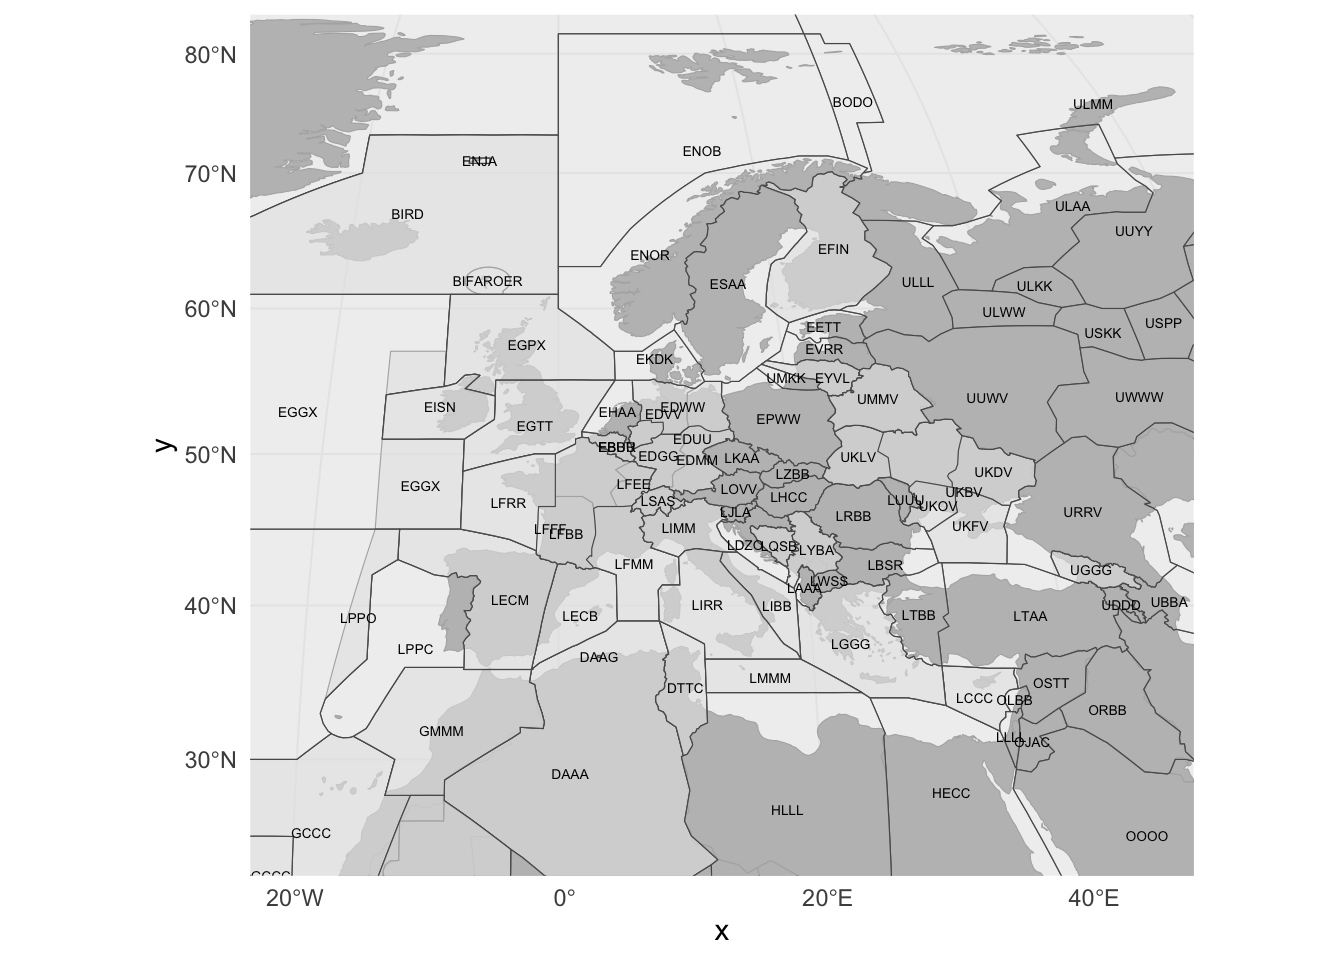 80°N
70°N
60°N
50°N
40°N
30°N
y
BODO
ULMM
ENOB
ENJA
BIRD
ULAA
UUYY
ENOR
EFIN
BIFAROER
ESAA
ULLL
ULKK
ULWW
USPP
USKK
EETT
EGPX
EVRR
EKDK
UMKK
EYVL
UMMV
UUWV
UWWW
EGGX
EISN
EHAA
EDWW
EDVV
EGTT
EPWW
EDUU
EDGG
EDMM
LKAA
UKLV
LZBB
UKDV
EGGX
LFEE
LOVV
LFRR
LSAS
LHCC
LUUU
UKBV
UKOV
LJLA
LRBB
URRV
LFFF
LFBB
LIMM
UKFV
LDZO
LQSB
LYBA
LFMM
LBSR
UGGG
LAAA
LWSS
LECM
LIRR
LIBB
LTBB
LTAA
UDDD
UBBA
LPPO
LECB
LPPC
LGGG
DAAG
LMMM
DTTC
LCCC
OLBB
OSTT
ORBB
GMMM
LLLL
OJAC
DAAA
HLLL
HECC
GCCC
OOOO
GCCC
20°W
0°
20°E
40°E
x